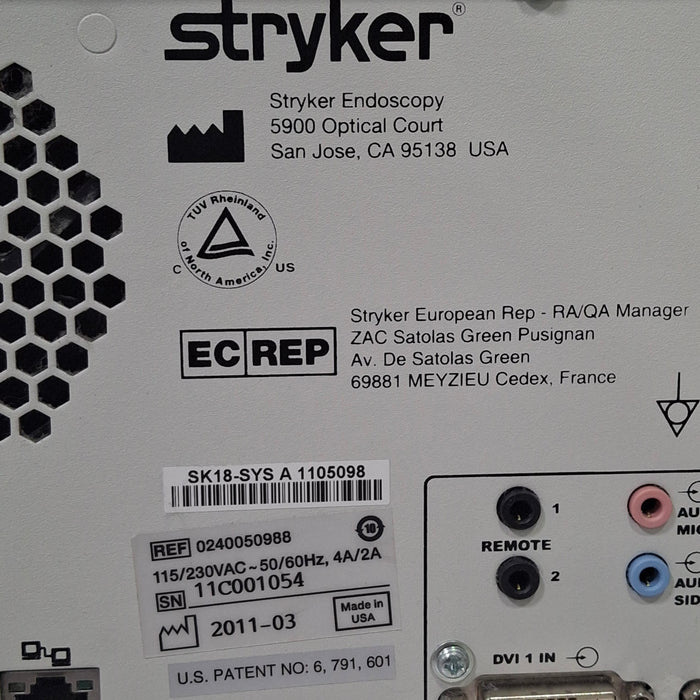 stryker®
Stryker Endoscopy
5900 Optical Court
San Jose, CA 95138 USA
TUV Rheinland
of North America, Inc.
C US
EC REP
Stryker European Rep - RA/QA Manager
ZAC Satolas Green Pusignan
Av. De Satolas Green
69881 MEYZIEU Cedex, France
SK18-SYS A 1105098
REF 0240050988
10
115/230VAC~50/60Hz, 4A/2A
SN 11C001054
2011-03
Made in
USA
U.S. PATENT NO: 6, 791, 601
1
REMOTE
2
DVI 1 IN